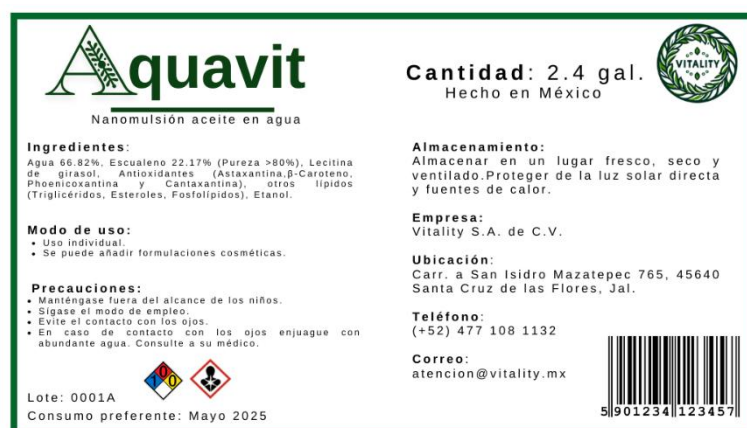 Aquavit
Nanomulsión aceite en agua
Ingredientes:
Agua 66.82%, Escualeno 22.17% (Pureza >80%), Lecitina
de girasol, Antioxidantes (Astaxantina,β-Caroteno,
Phoenicoxantina y Cantaxantina), otros lípidos
(Triglicéridos, Esteroles, Fosfolípidos), Etanol.
Modo de uso:
• Uso individual.
• Se puede añadir formulaciones cosméticas.
Precauciones:
• Manténgase fuera del alcance de los niños.
• Sígase el modo de empleo.
• Evite el contacto con los ojos.
• En caso de contacto con los ojos enjuague con
abundante agua. Consulte a su médico.
1 0 0
Lote: 0001A
Consumo preferente: Mayo 2025
Cantidad: 2.4 gal.
Hecho en México
VITALITY
Almacenamiento:
Almacenar en un lugar fresco, seco y
ventilado.Proteger de la luz solar directa
y fuentes de calor.
Empresa:
Vitality S.A. de C.V.
Ubicación:
Carr. a San Isidro Mazatepec 765, 45640
Santa Cruz de las Flores, Jal.
Teléfono:
(+52) 477 108 1132
Correo:
atencion@vitality.mx
5 901234 123457